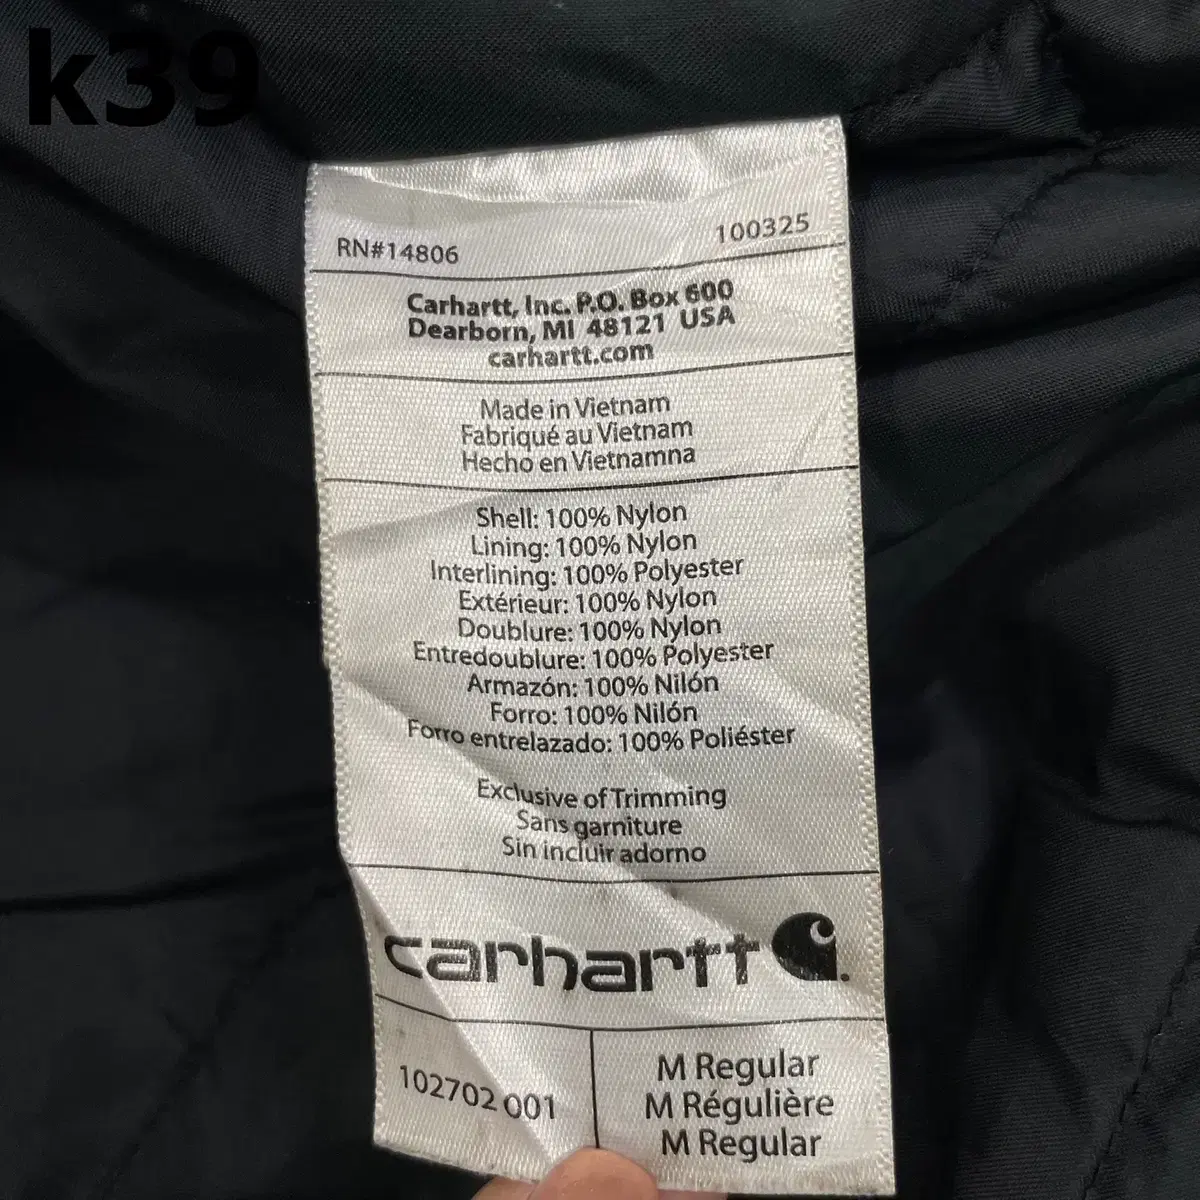 k39
RN#14806 100325
Carhartt, Inc. P.O. Box 600
Dearborn, MI 48121 USA
carhartt.com
Made in Vietnam
Fabriqué au Vietnam
Hecho en Vietnamna
Shell: 100% Nylon
Lining: 100% Nylon
Interlining: 100% Polyester
Extérieur: 100% Nylon
Doublure: 100% Nylon
Entredoublure: 100% Polyester
Armazón: 100% Nilón
Forro: 100% Nilón
Forro entrelazado: 100% Poliéster
Exclusive of Trimming
Sans garniture
Sin incluir adorno
carhartt
102702 001
M Regular
M Régulière
M Regular